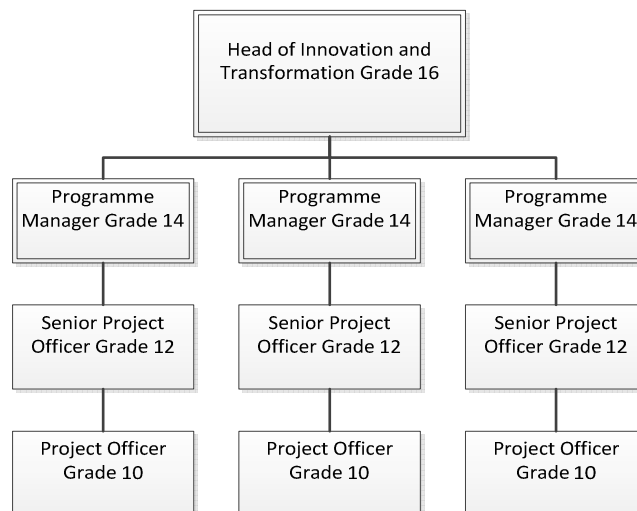 Head of Innovation and
Transformation Grade 16
Programme
Manager Grade 14
Programme
Manager Grade 14
Programme
Manager Grade 14
Senior Project
Officer Grade 12
Senior Project
Officer Grade 12
Senior Project
Officer Grade 12
Project Officer
Grade 10
Project Officer
Grade 10
Project Officer
Grade 10